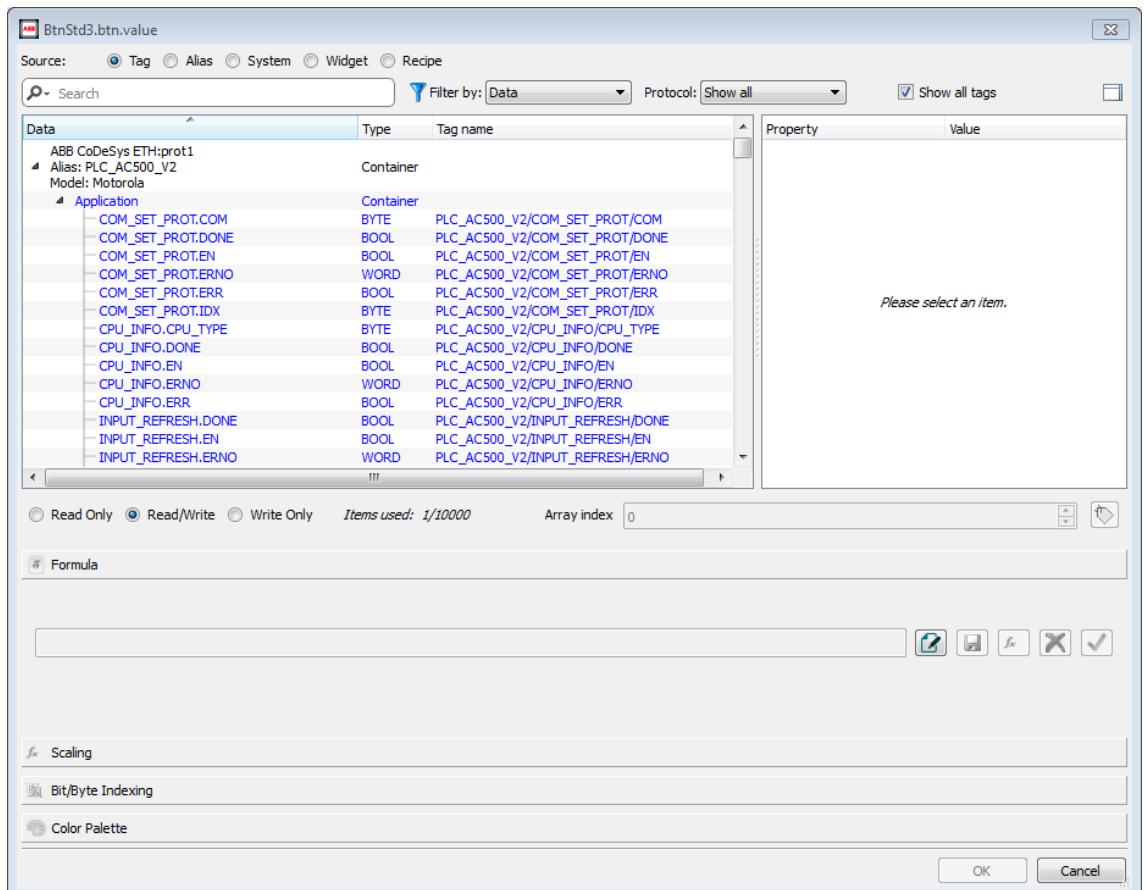 ABB BtnStd3.btn.value
Source: Tag Alias System Widget Recipe
Search Filter by: Data Protocol: Show all Show all tags
Data Type Tag name Property Value
ABB CoDeSys ETH:prot1
Alias: PLC_AC500_V2 Container
Model: Motorola
Application Container
COM_SET_PROT.COM BYTE PLC_AC500_V2/COM_SET_PROT/COM
COM_SET_PROT.DONE BOOL PLC_AC500_V2/COM_SET_PROT/DONE
COM_SET_PROT.EN BOOL PLC_AC500_V2/COM_SET_PROT/EN
COM_SET_PROT.ERNO WORD PLC_AC500_V2/COM_SET_PROT/ERNO
COM_SET_PROT.ERR BOOL PLC_AC500_V2/COM_SET_PROT/ERR
COM_SET_PROT.IDX BYTE PLC_AC500_V2/COM_SET_PROT/IDX
Please select an item.
CPU_INFO.CPU_TYPE BYTE PLC_AC500_V2/CPU_INFO/CPU_TYPE
CPU_INFO.DONE BOOL PLC_AC500_V2/CPU_INFO/DONE
CPU_INFO.EN BOOL PLC_AC500_V2/CPU_INFO/EN
CPU_INFO.ERNO WORD PLC_AC500_V2/CPU_INFO/ERNO
CPU_INFO.ERR BOOL PLC_AC500_V2/CPU_INFO/ERR
INPUT_REFRESH.DONE BOOL PLC_AC500_V2/INPUT_REFRESH/DONE
INPUT_REFRESH.EN BOOL PLC_AC500_V2/INPUT_REFRESH/EN
INPUT_REFRESH.ERNO WORD PLC_AC500_V2/INPUT_REFRESH/ERNO
Read Only Read/Write Write Only Items used: 1/10000 Array index 0
Formula
fx
fx Scaling
Bit/Byte Indexing
Color Palette
OK Cancel